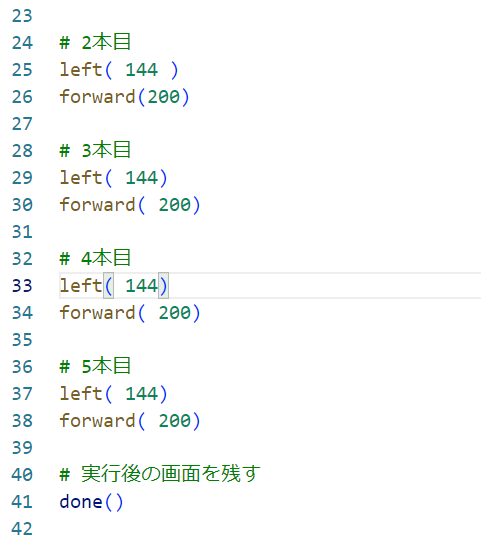 23
24 # 2本目
25 left( 144 )
26 forward(200)
27
28 # 3本目
29 left( 144)
30 forward( 200)
31
32 # 4本目
33 left( 144)
34 forward( 200)
35
36 # 5本目
37 left( 144)
38 forward( 200)
39
40 # 実行後の画面を残す
41 done()
42